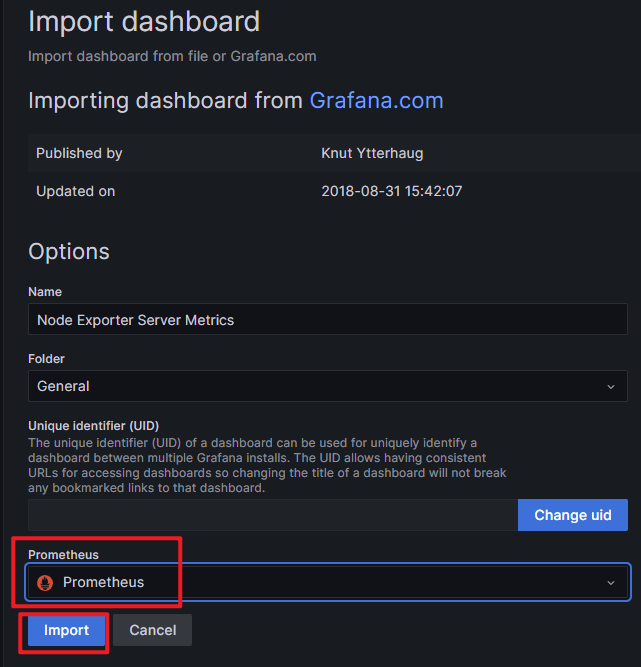 Import dashboard
Import dashboard from file or Grafana.com
Importing dashboard from Grafana.com
Published by Knut Ytterhaug
Updated on 2018-08-31 15:42:07
Options
Name
Node Exporter Server Metrics
Folder
General
Unique identifier (UID)
The unique identifier (UID) of a dashboard can be used for uniquely identify a
dashboard between multiple Grafana installs. The UID allows having consistent
URLs for accessing dashboards so changing the title of a dashboard will not break
any bookmarked links to that dashboard.
Change uid
Prometheus
Prometheus
Import Cancel